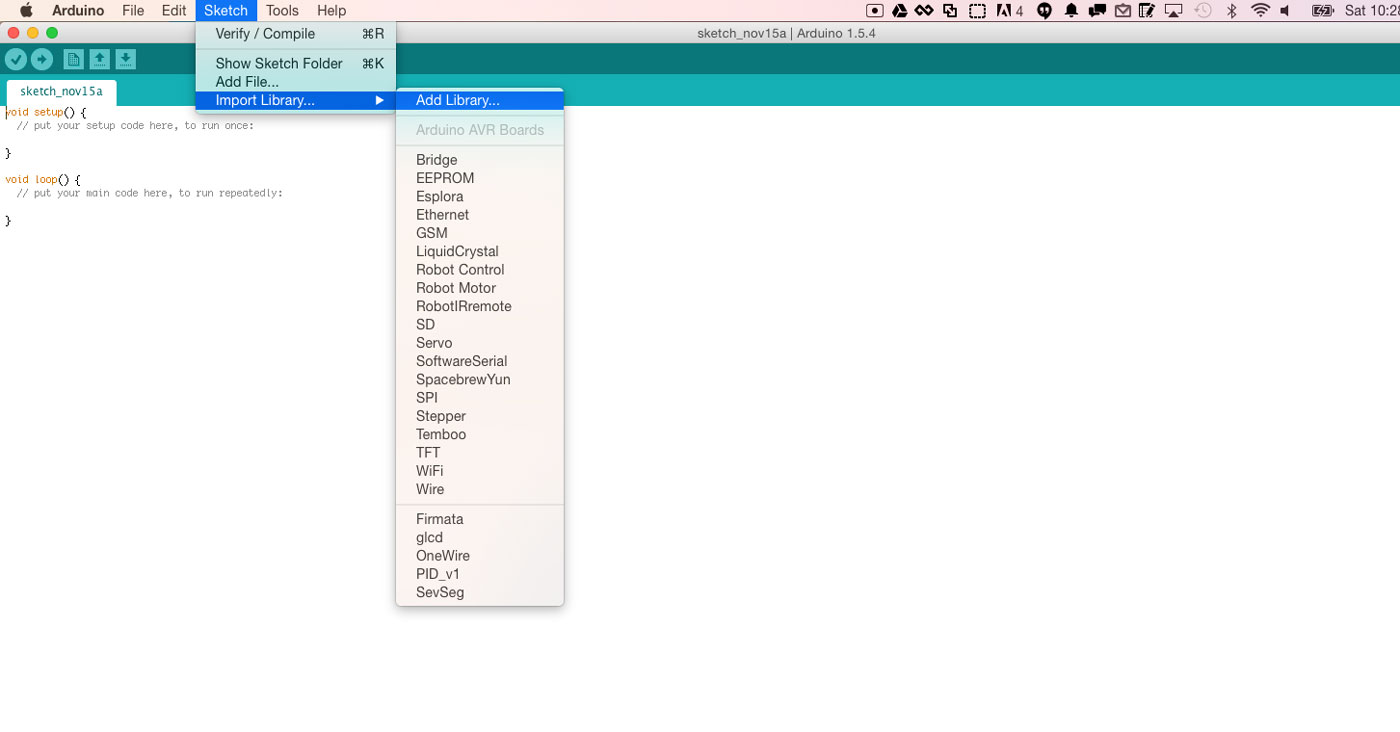 Arduino File Edit Sketch Tools Help 4 Sat 10:28
sketch_nov15a | Arduino 1.5.4
Verify / Compile ⌘R
Show Sketch Folder ⌘K
Add File...
Import Library... ▶
sketch_nov15a
void setup() {
// put your setup code here, to run once:
}
void loop() {
// put your main code here, to run repeatedly:
}
Add Library...
Arduino AVR Boards
Bridge
EEPROM
Esplora
Ethernet
GSM
LiquidCrystal
Robot Control
Robot Motor
RobotIRremote
SD
Servo
SoftwareSerial
SpacebrewYun
SPI
Stepper
Temboo
TFT
WiFi
Wire
Firmata
glcd
OneWire
PID_v1
SevSeg